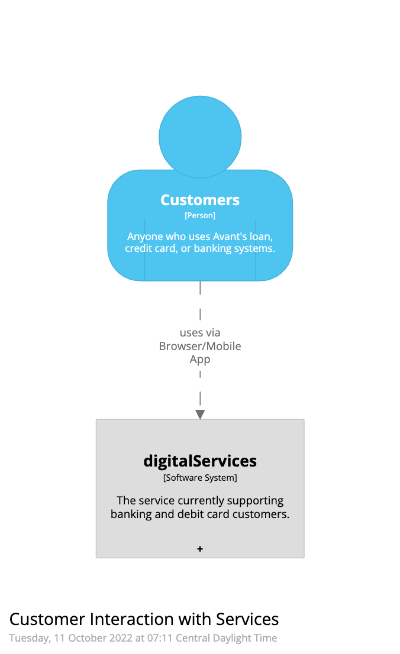 Customers
[Person]
Anyone who uses Avant's loan,
credit card, or banking systems.
uses via
Browser/Mobile
App
digitalServices
[Software System]
The service currently supporting
banking and debit card customers.
+
Customer Interaction with Services
Tuesday, 11 October 2022 at 07:11 Central Daylight Time